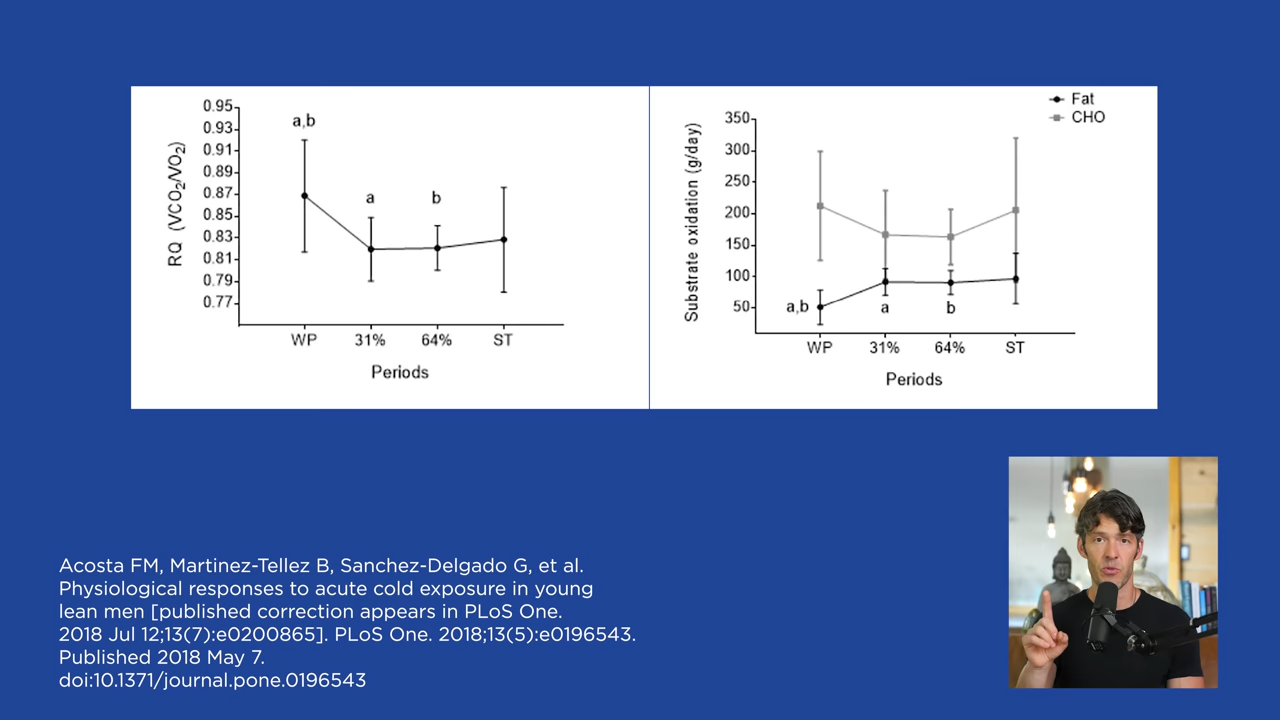 RQ (VCO2/VO2)
0.95
0.93
0.91
0.89
0.87
0.85
0.83
0.81
0.79
0.77
a,b
a
b
WP 31% 64% ST
Periods
Substrate oxidation (g/day)
350
300
250
200
150
100
50
Fat
CHO
a,b
a
b
WP 31% 64% ST
Periods
Acosta FM, Martinez-Tellez B, Sanchez-Delgado G, et al.
Physiological responses to acute cold exposure in young
lean men [published correction appears in PLoS One.
2018 Jul 12;13(7):e0200865]. PLoS One. 2018;13(5):e0196543.
Published 2018 May 7.
doi:10.1371/journal.pone.0196543